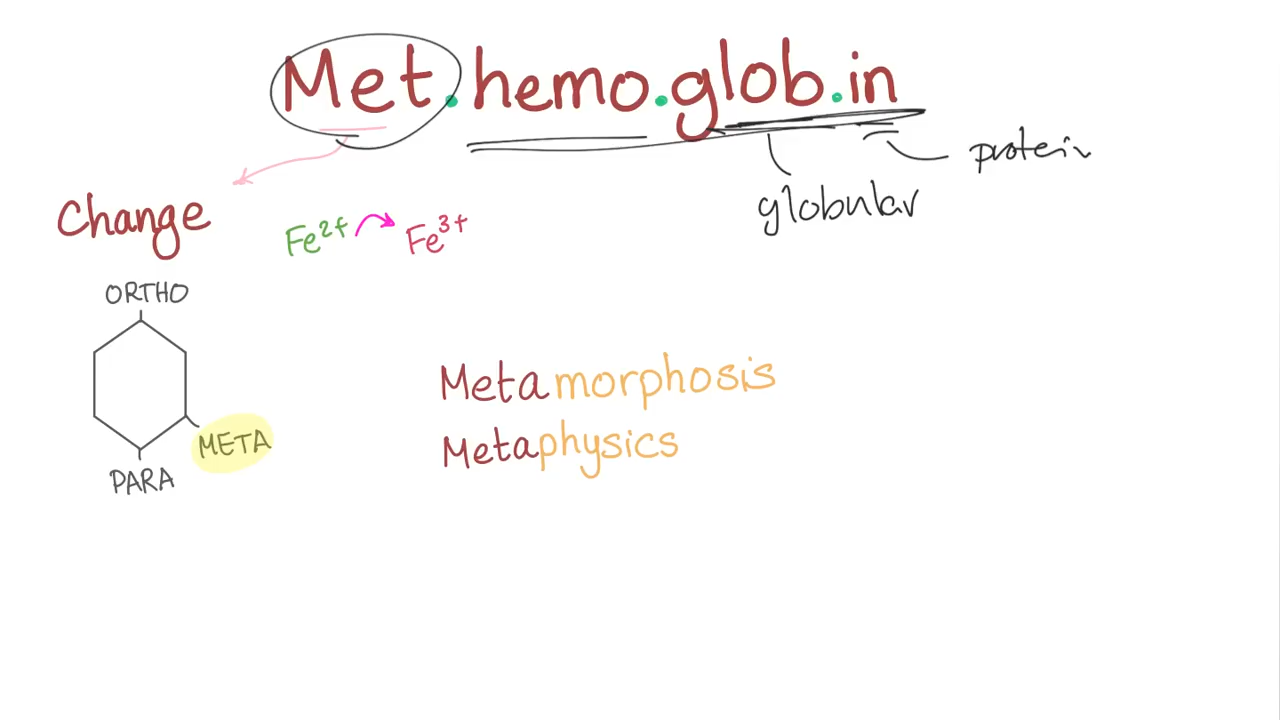 Met.hemo.glob.in
protein
globular
Change
Fe2+ Fe3+
ORTHO
META
PARA
Metamorphosis
Metaphysics